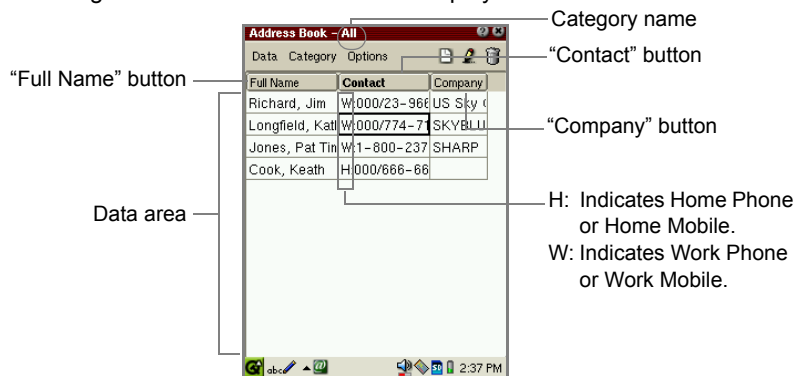 Category name
Address Book – All
Data Category Options
“Contact” button
“Full Name” button
Full Name Contact Company
Richard, Jim W:000/23-966 US Sky
Longfield, Katl W:000/774-71 SKYBLU
“Company” button
Jones, Pat Tin W:1-800-237 SHARP
Cook, Keath H:000/666-66
Data area
H: Indicates Home Phone
or Home Mobile.
W: Indicates Work Phone
or Work Mobile.
abc 2:37 PM